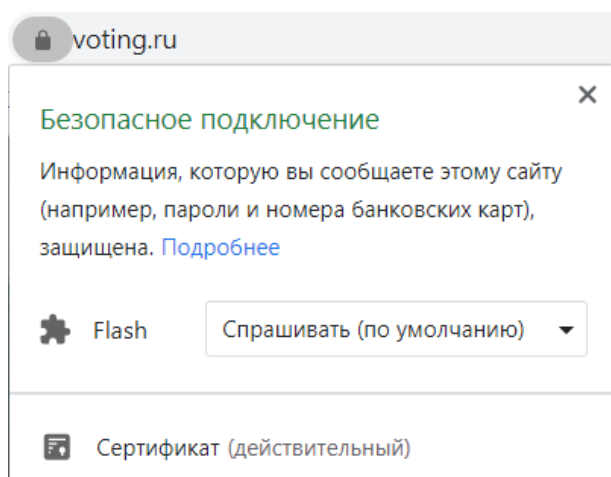 voting.ru
Безопасное подключение
Информация, которую вы сообщаете этому сайту
(например, пароли и номера банковских карт),
защищена. Подробнее
Flash Спрашивать (по умолчанию)
Сертификат (действительный)